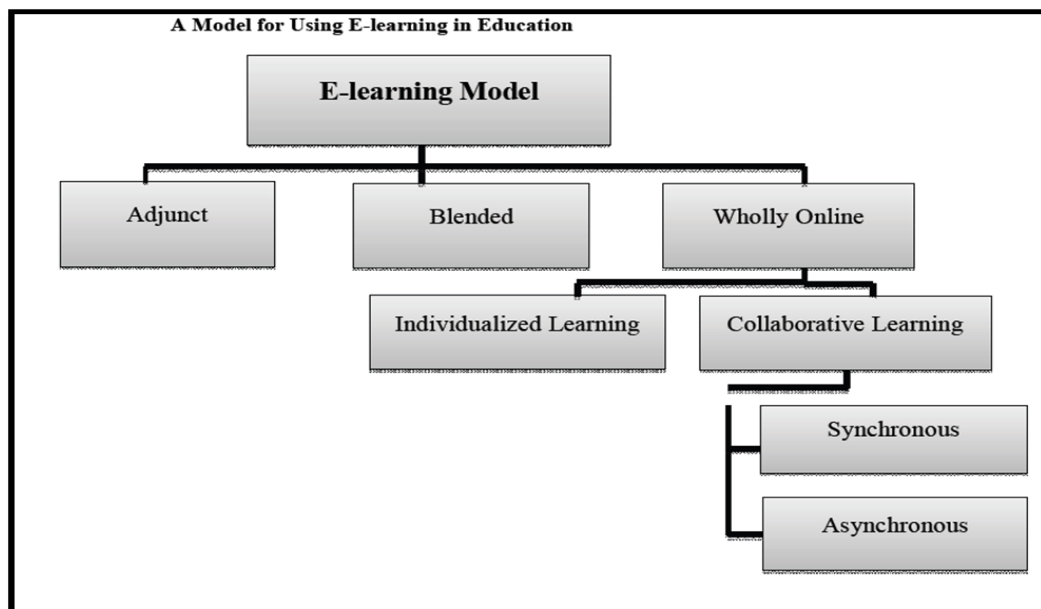 A Model for Using E-learning in Education
E-learning Model
Adjunct
Blended
Wholly Online
Individualized Learning
Collaborative Learning
Synchronous
Asynchronous